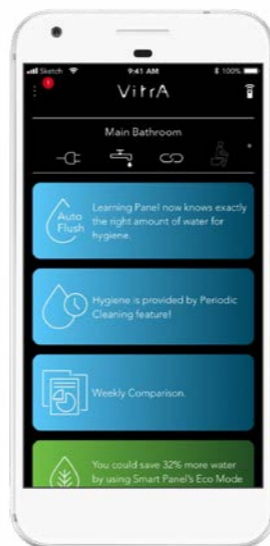 Sketch 9:41 AM 100%
VitrA
Main Bathroom
Auto
Flush
Learning Panel now knows exactly
the right amount of water for
hygiene.
Hygiene is provided by Periodic
Cleaning feature!
Weekly Comparison.
You could save 32% more water
by using Smart Panel's Eco Mode